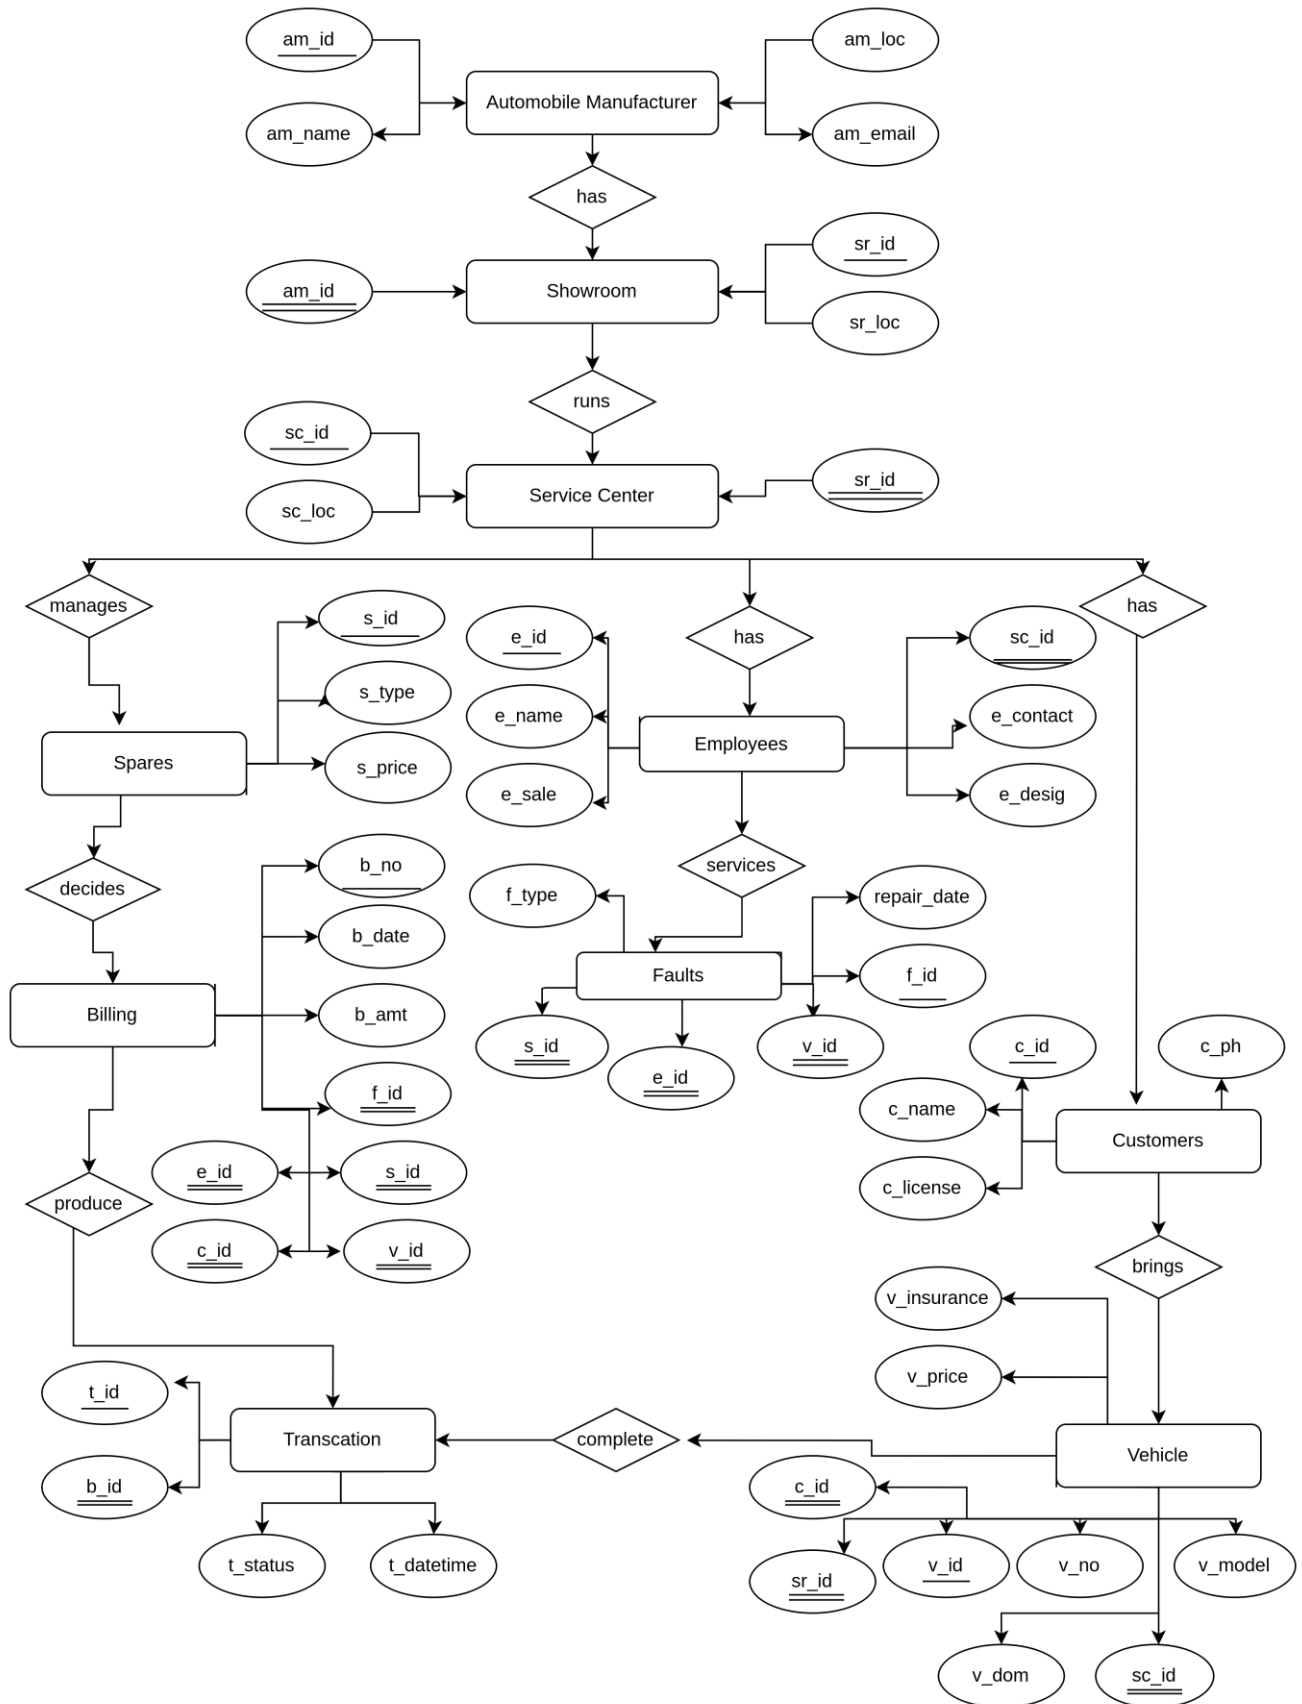 am_id
am_loc
Automobile Manufacturer
am_name
am_email
has
sr_id
am_id
Showroom
sr_loc
runs
sc_id
sr_id
Service Center
sc_loc
manages
has
has
s_id
e_id
sc_id
s_type
e_name
e_contact
Employees
Spares
s_price
e_sale
e_desig
b_no
services
decides
f_type
repair_date
b_date
Faults
f_id
Billing
b_amt
s_id
v_id
c_id
c_ph
e_id
f_id
c_name
Customers
e_id
s_id
c_license
produce
c_id
v_id
brings
v_insurance
v_price
t_id
Transcation
complete
Vehicle
b_id
c_id
t_status
t_datetime
sr_id
v_id
v_no
v_model
v_dom
sc_id